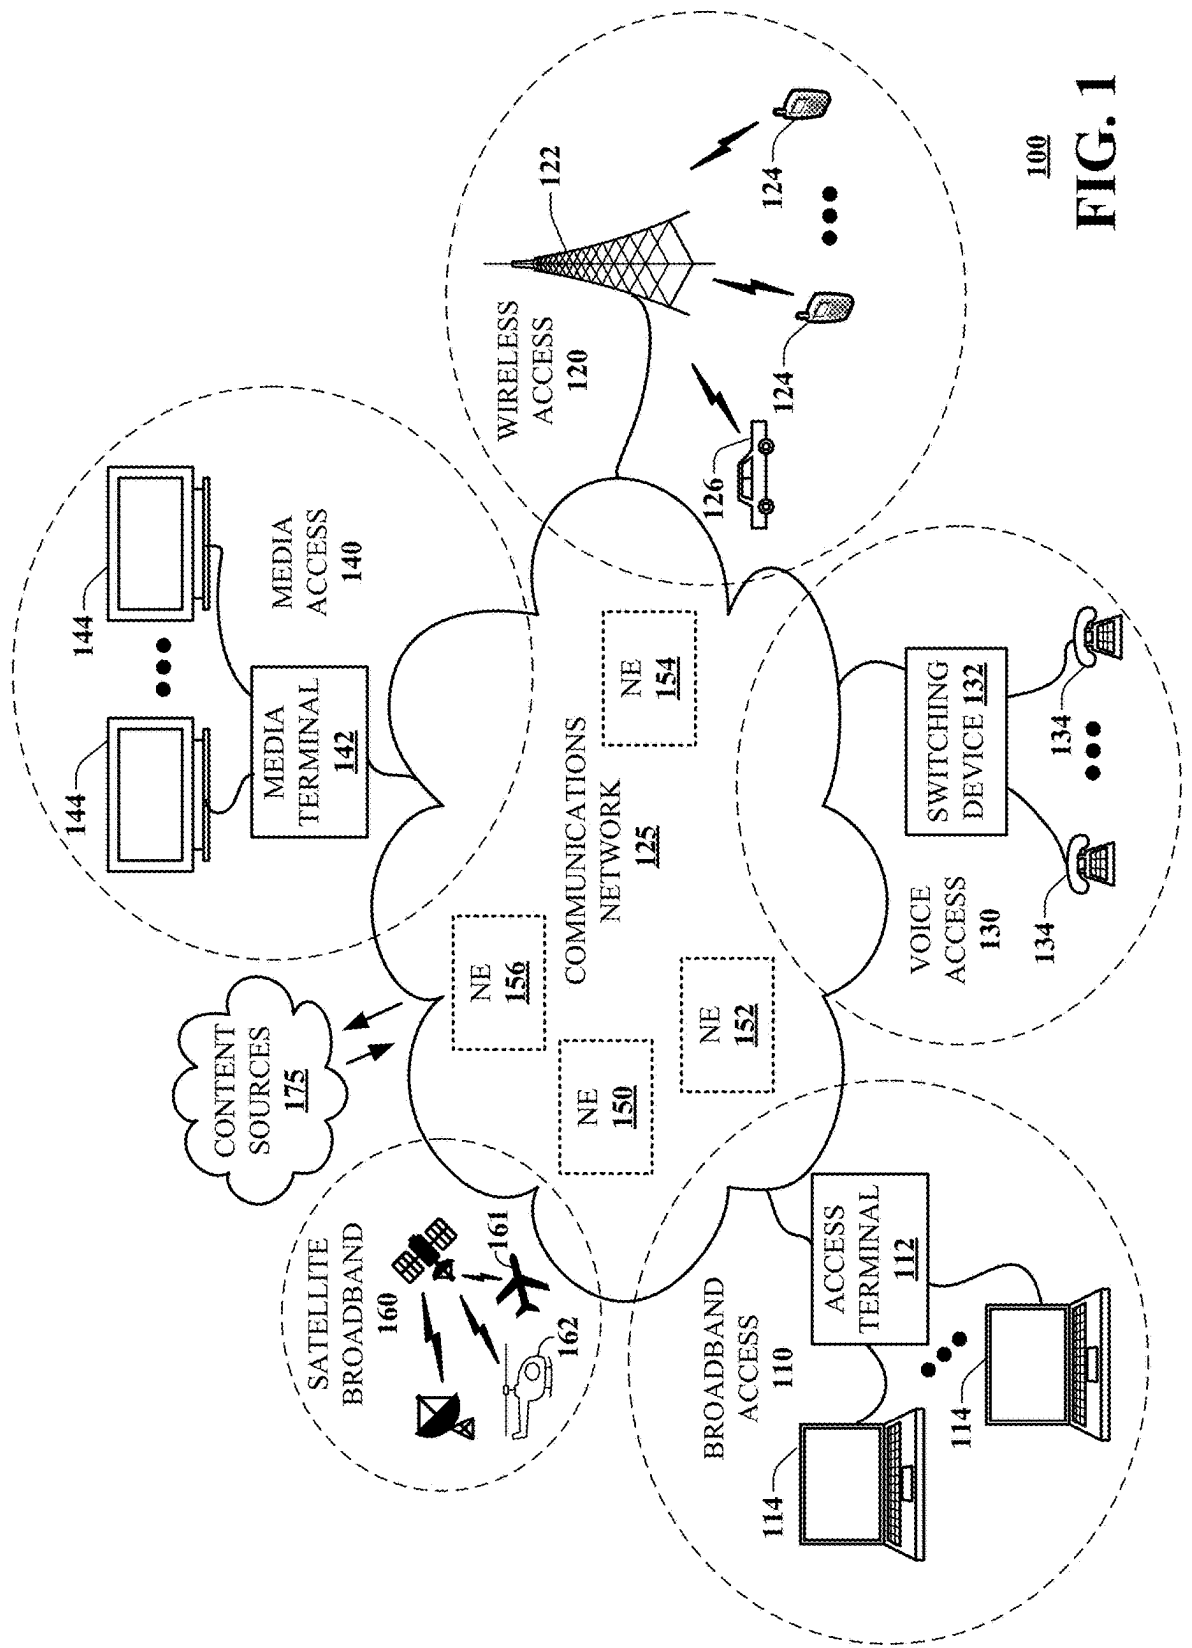 SATELLITE
BROADBAND
160
161
162
CONTENT
SOURCES
175
144
144
MEDIA
TERMINAL
142
MEDIA
ACCESS
140
WIRELESS
ACCESS
120
122
124
124
126
NE
150
NE
156
NE
152
NE
154
COMMUNICATIONS
NETWORK
125
BROADBAND
ACCESS
110
ACCESS
TERMINAL
112
114
114
VOICE
ACCESS
130
SWITCHING
DEVICE 132
134
134
100
FIG. 1